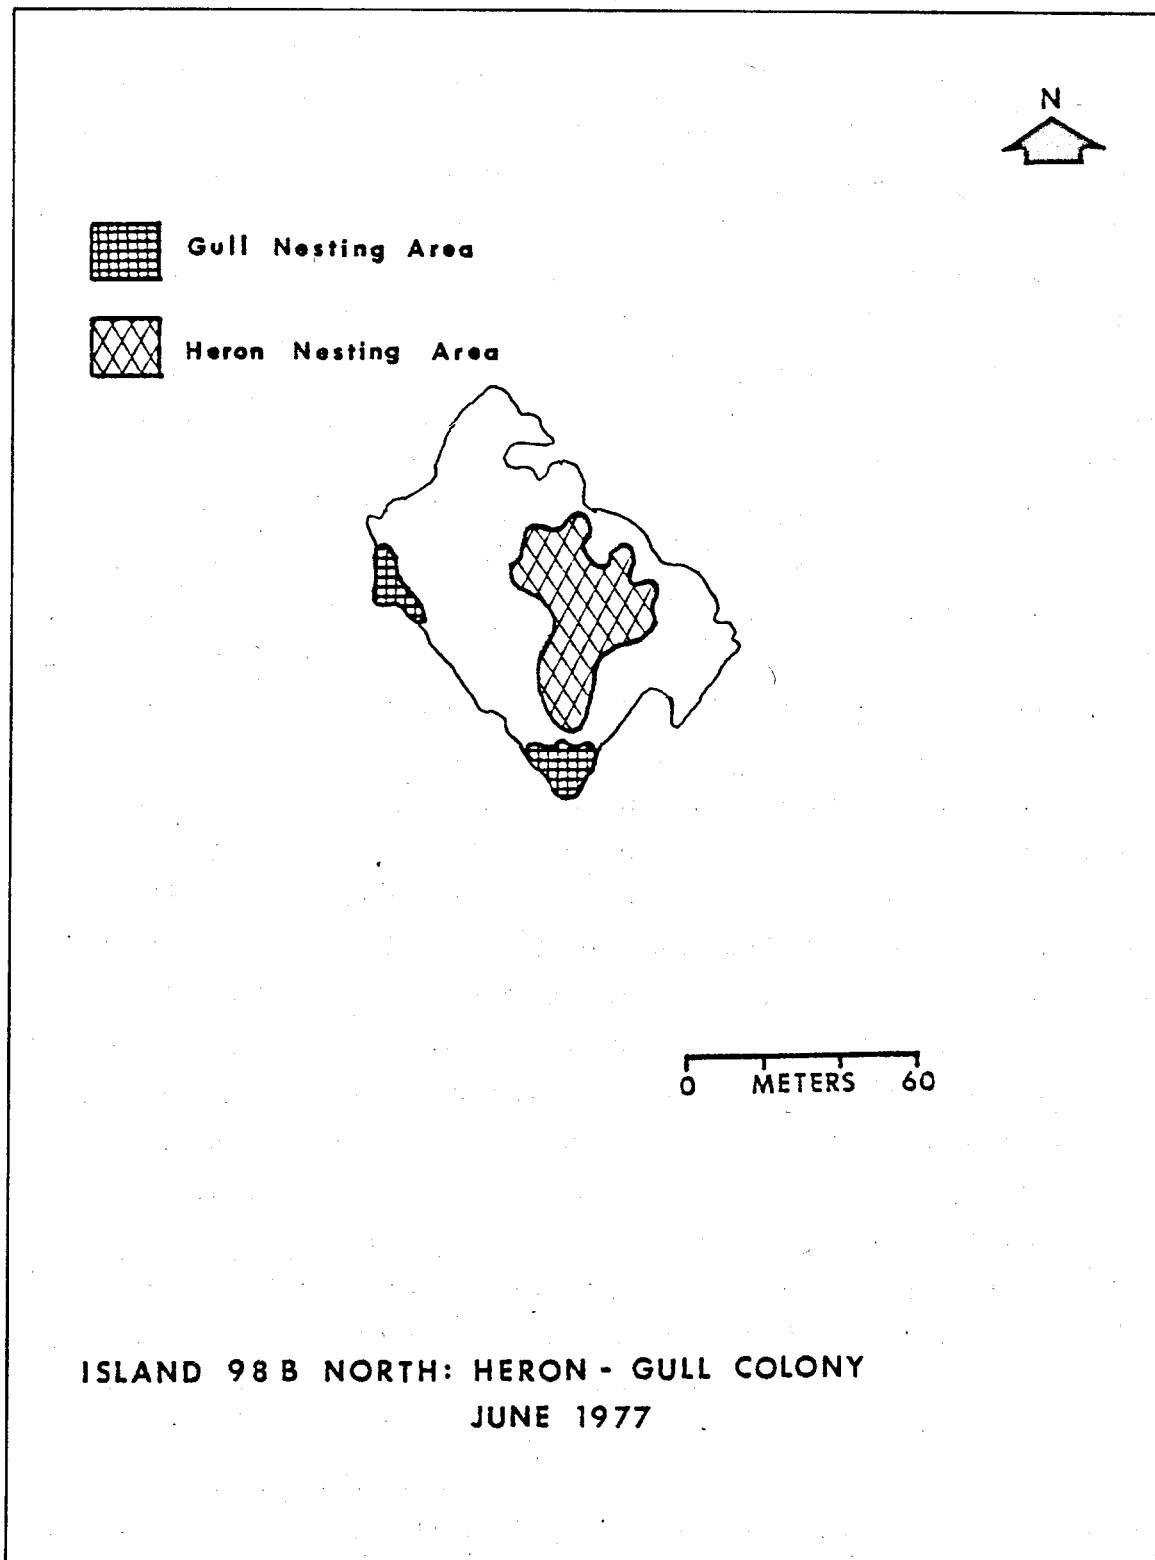 N
Gull Nesting Area
Heron Nesting Area
0 METERS 60
ISLAND 98 B NORTH: HERON - GULL COLONY
JUNE 1977